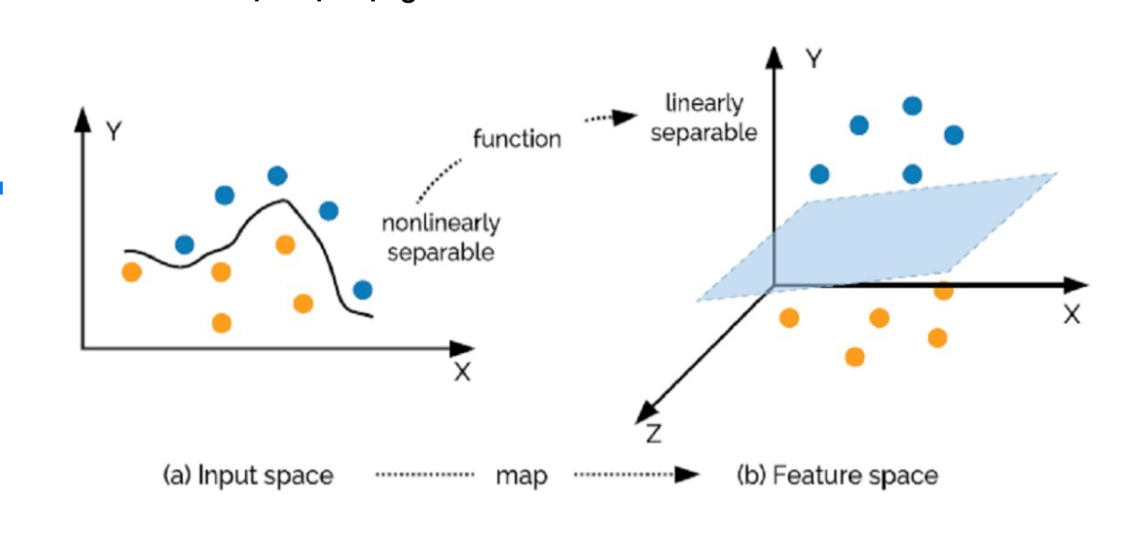 Y
X
nonlinearly
separable
function
linearly
separable
Y
X
Z
(a) Input space
map
(b) Feature space